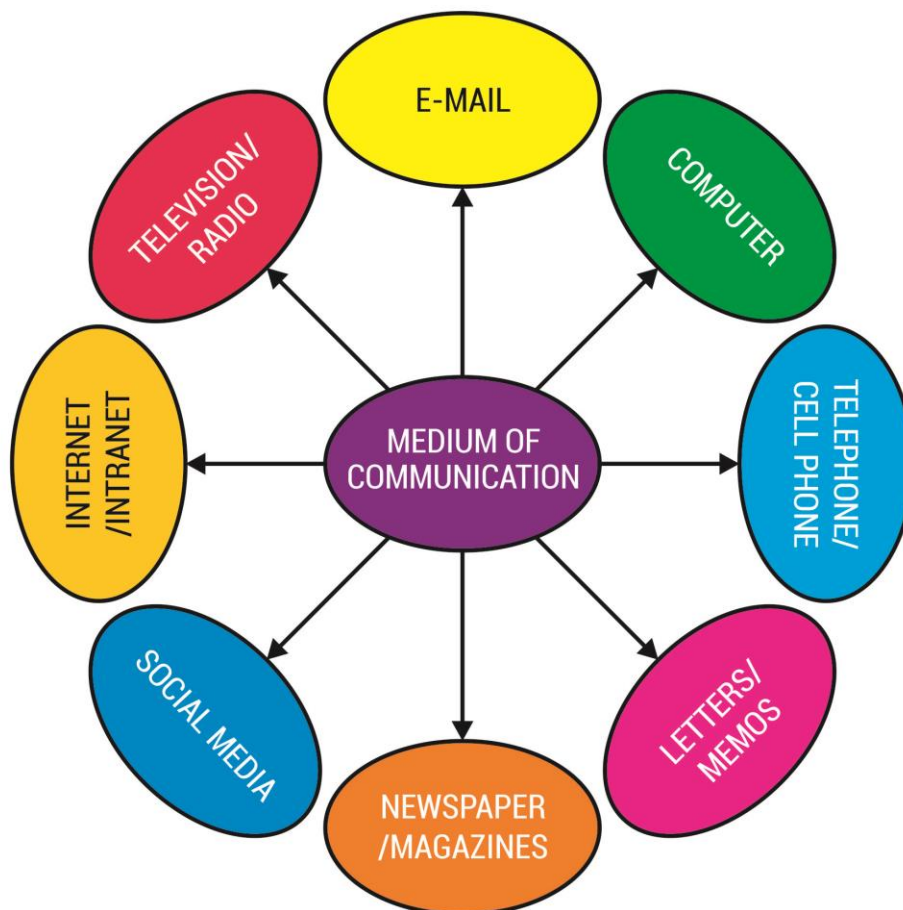 E-MAIL
COMPUTER
TELEPHONE/
CELL PHONE
LETTERS/
MEMOS
NEWSPAPER
/MAGAZINES
SOCIAL MEDIA
INTERNET
/INTRANET
TELEVISION/
RADIO
MEDIUM OF
COMMUNICATION